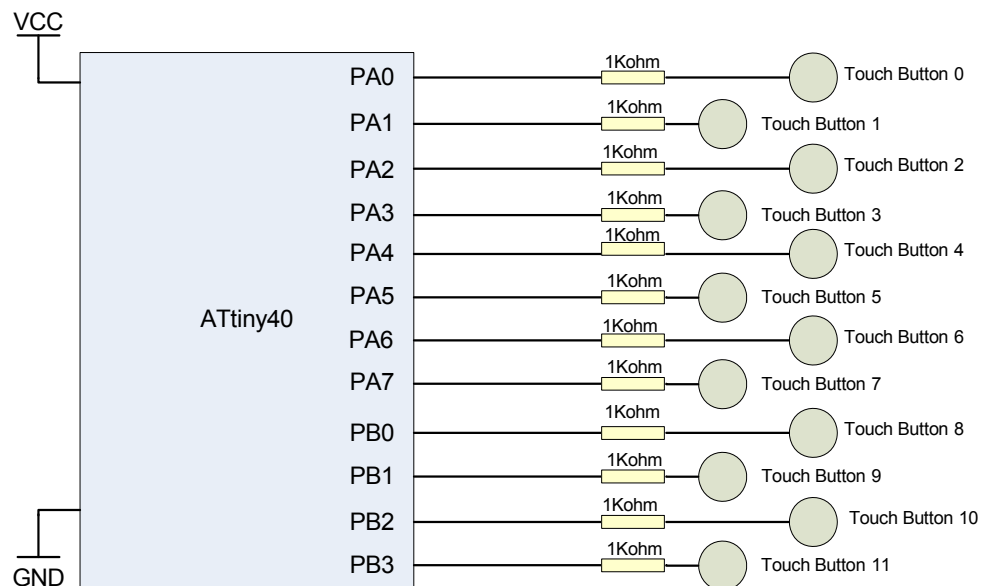 VCC
PA0 1Kohm Touch Button 0
PA1 1Kohm Touch Button 1
PA2 1Kohm Touch Button 2
PA3 1Kohm Touch Button 3
PA4 1Kohm Touch Button 4
PA5 1Kohm Touch Button 5
ATtiny40
PA6 1Kohm Touch Button 6
PA7 1Kohm Touch Button 7
PB0 1Kohm Touch Button 8
PB1 1Kohm Touch Button 9
PB2 1Kohm Touch Button 10
PB3 1Kohm Touch Button 11
GND